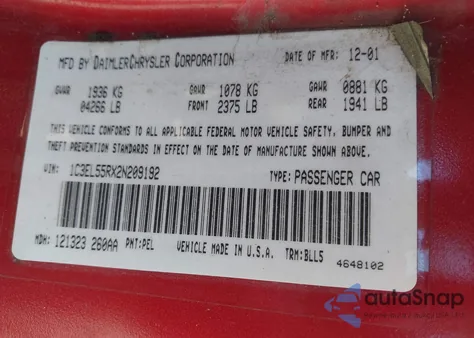 MFD BY DAIMLERCHRYSLER CORPORATION DATE OF MFR: 12-01
GVWR 1936 KG GAWR 1078 KG GAWR 0881 KG
04266 LB FRONT 2375 LB REAR 1941 LB
THIS VEHICLE CONFORMS TO ALL APPLICABLE FEDERAL MOTOR VEHICLE SAFETY, BUMPER AND
THEFT PREVENTION STANDARDS IN EFFECT ON THE DATE OF MANUFACTURE SHOWN ABOVE.
VIN: 1C3EL55RX2N209192 TYPE: PASSENGER CAR
MDH: 121323 260AA PNT:PEL VEHICLE MADE IN U.S.A. TRM:BLL5
4648102
autoSnap